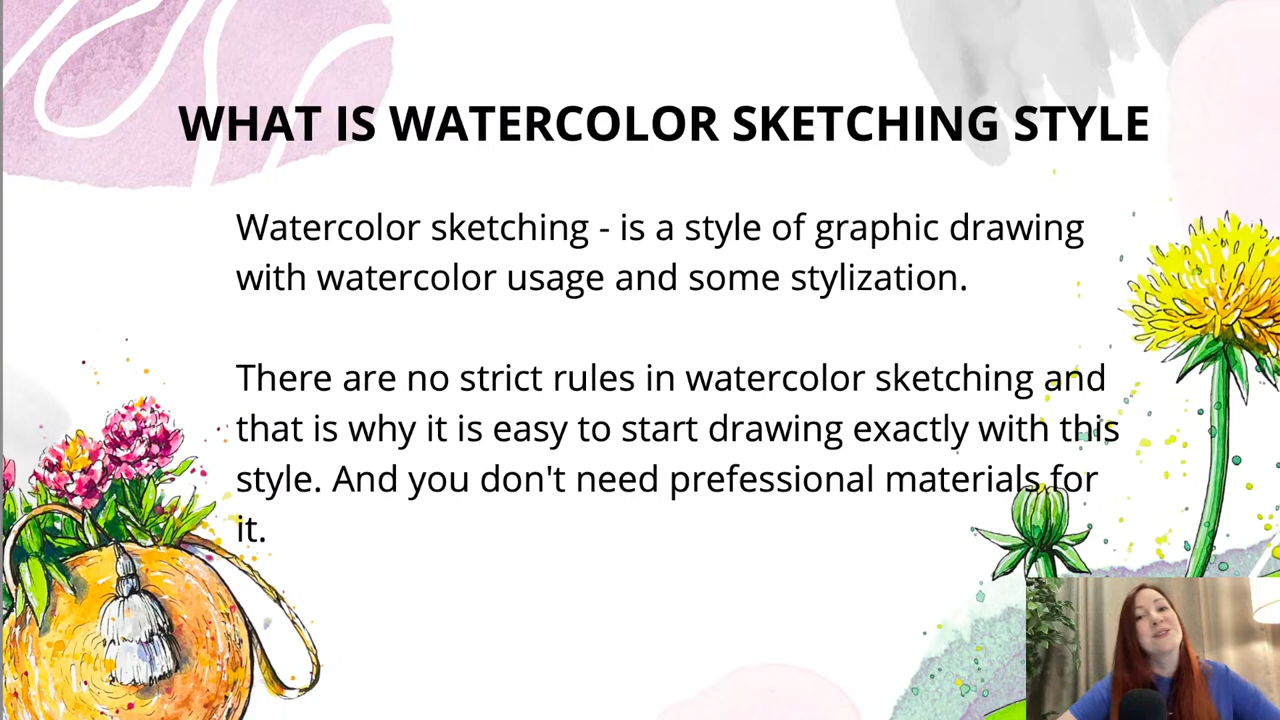 WHAT IS WATERCOLOR SKETCHING STYLE
Watercolor sketching - is a style of graphic drawing
with watercolor usage and some stylization.
There are no strict rules in watercolor sketching and
that is why it is easy to start drawing exactly with this
style. And you don't need prefessional materials for
it.